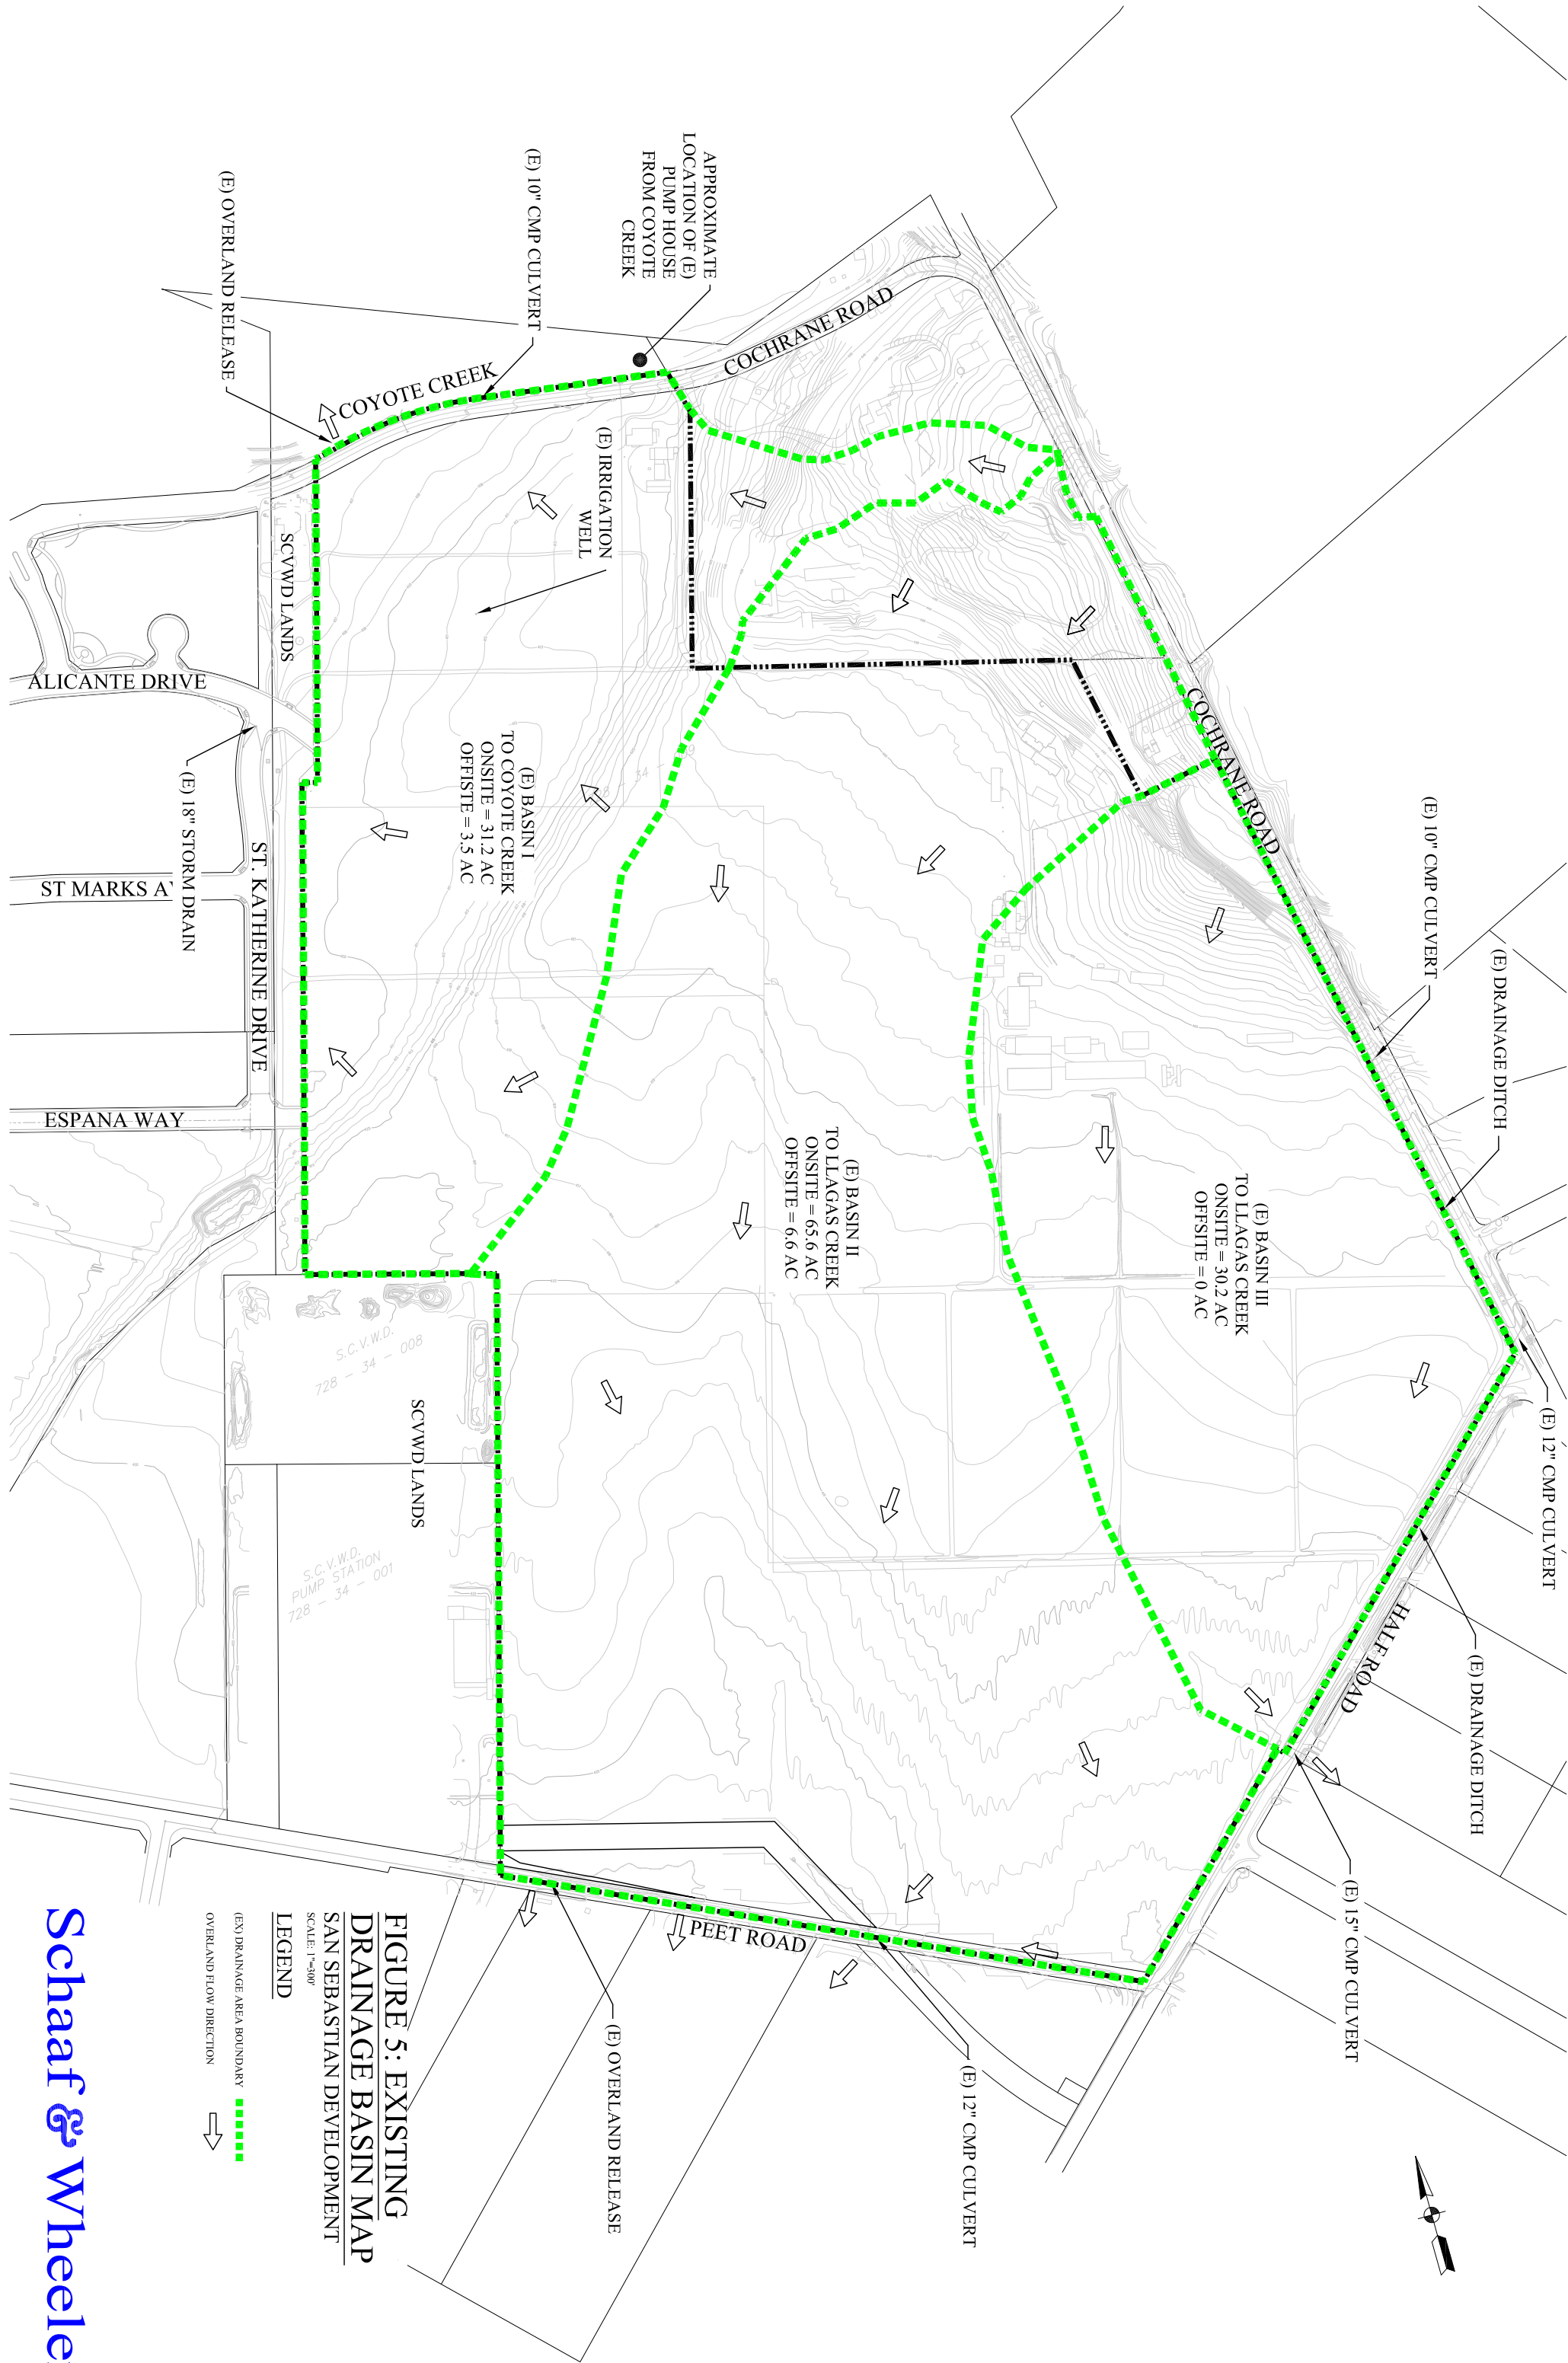 APPROXIMATE
LOCATION OF (E)
PUMP HOUSE
FROM COYOTE
CREEK
(E) 10" CMP CULVERT
(E) OVERLAND RELEASE
COYOTE CREEK
COCHRANE ROAD
(E) IRRIGATION
WELL
SCVWD LANDS
ALICANTE DRIVE
(E) 18" STORM DRAIN
ST MARKS A
ST. KATHERINE DRIVE
ESPANA WAY
(E) BASIN I
TO COYOTE CREEK
ONSITE = 31.2 AC
OFFISTE = 3.5 AC
COCHRANE ROAD
(E) 10" CMP CULVERT
(E) DRAINAGE DITCH
(E) BASIN II
TO LLAGAS CREEK
ONSITE = 65.6 AC
OFFSITE = 6.6 AC
(E) BASIN III
TO LLAGAS CREEK
ONSITE = 30.2 AC
OFFSITE = 0 AC
(E) 12" CMP CULVERT
HALF ROAD
(E) DRAINAGE DITCH
(E) 15" CMP CULVERT
S.C.V.W.D.
728 - 34 - 008
SCVWD LANDS
S.C.V.W.D.
PUMP STATION
728 - 34 - 001
PEET ROAD
(E) 12" CMP CULVERT
(E) OVERLAND RELEASE
FIGURE 5: EXISTING
DRAINAGE BASIN MAP
SAN SEBASTIAN DEVELOPMENT
SCALE: 1"=300'
LEGEND
(EX) DRAINAGE AREA BOUNDARY
OVERLAND FLOW DIRECTION
Schaaf & Wheele